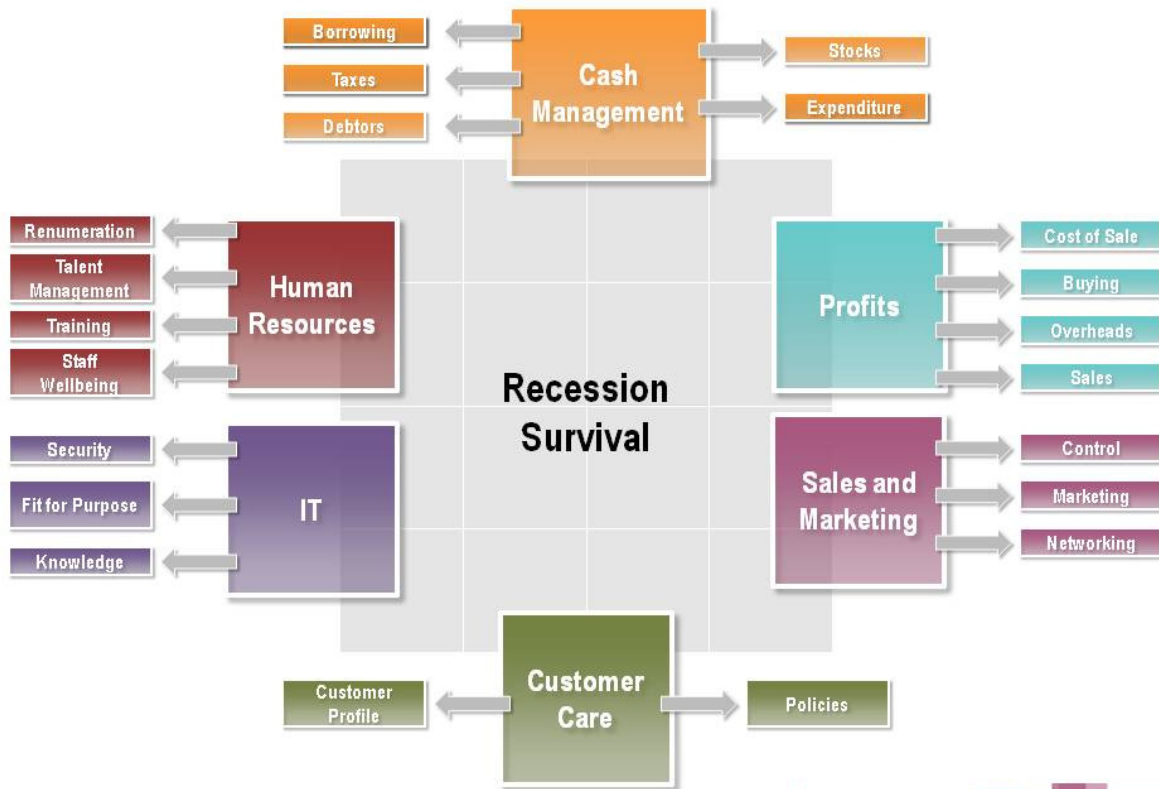 Borrowing
Taxes
Debtors
Cash
Management
Stocks
Expenditure
Renumeration
Talent
Management
Training
Staff
Wellbeing
Human
Resources
Profits
Cost of Sale
Buying
Overheads
Sales
Recession
Survival
Security
Fit for Purpose
Knowledge
IT
Sales and
Marketing
Control
Marketing
Networking
Customer
Profile
Customer
Care
Policies